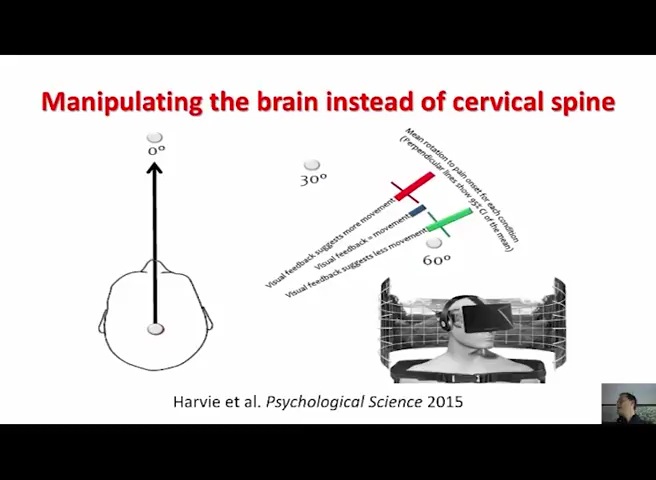 Manipulating the brain instead of cervical spine
0°
30°
Mean rotation to pain onset for each condition
(Perpendicular lines show 95% CI of the mean)
Visual feedback suggests more movement
Visual feedback = movement
Visual feedback suggests less movement
60°
Harvie et al. Psychological Science 2015